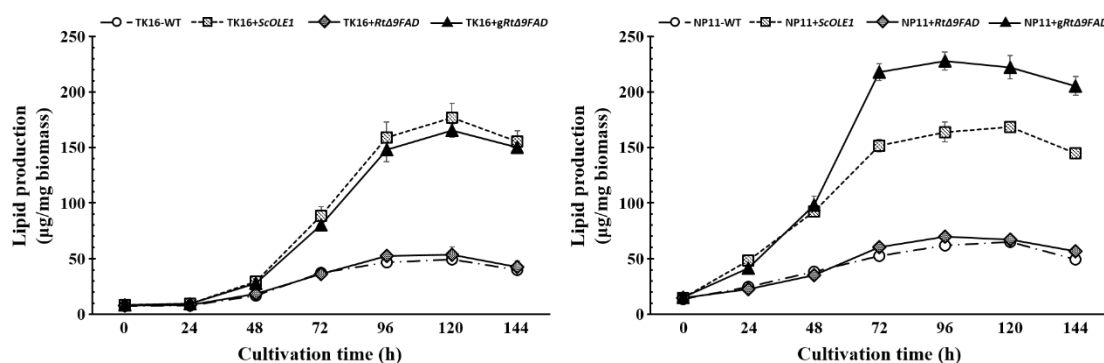 TK16-WT TK16+ScOLE1 TK16+RtΔ9FAD TK16+gRtΔ9FAD
250
200
150
100
50
0
Lipid production
(µg/mg biomass)
0 24 48 72 96 120 144
Cultivation time (h)
NP11-WT NP11+ScOLE1 NP11+RtΔ9FAD NP11+gRtΔ9FAD
250
200
150
100
50
0
Lipid production
(µg/mg biomass)
0 24 48 72 96 120 144
Cultivation time (h)